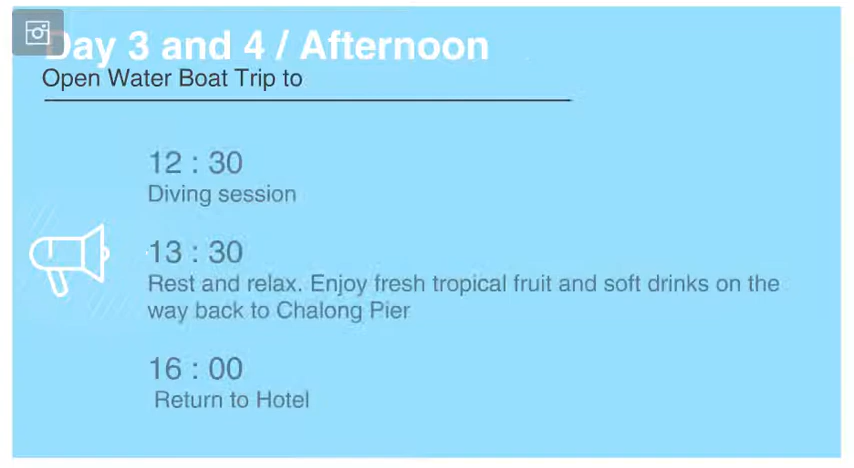 Day 3 and 4 / Afternoon
Open Water Boat Trip to
12 : 30
Diving session
13 : 30
Rest and relax. Enjoy fresh tropical fruit and soft drinks on the
way back to Chalong Pier
16 : 00
Return to Hotel